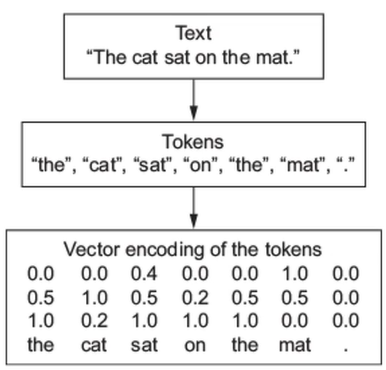 Text
“The cat sat on the mat.”
Tokens
“the”, “cat”, “sat”, “on”, “the”, “mat”, “.”
Vector encoding of the tokens
0.0 0.0 0.4 0.0 0.0 1.0 0.0
0.5 1.0 0.5 0.2 0.5 0.5 0.0
1.0 0.2 1.0 1.0 1.0 0.0 0.0
the cat sat on the mat .